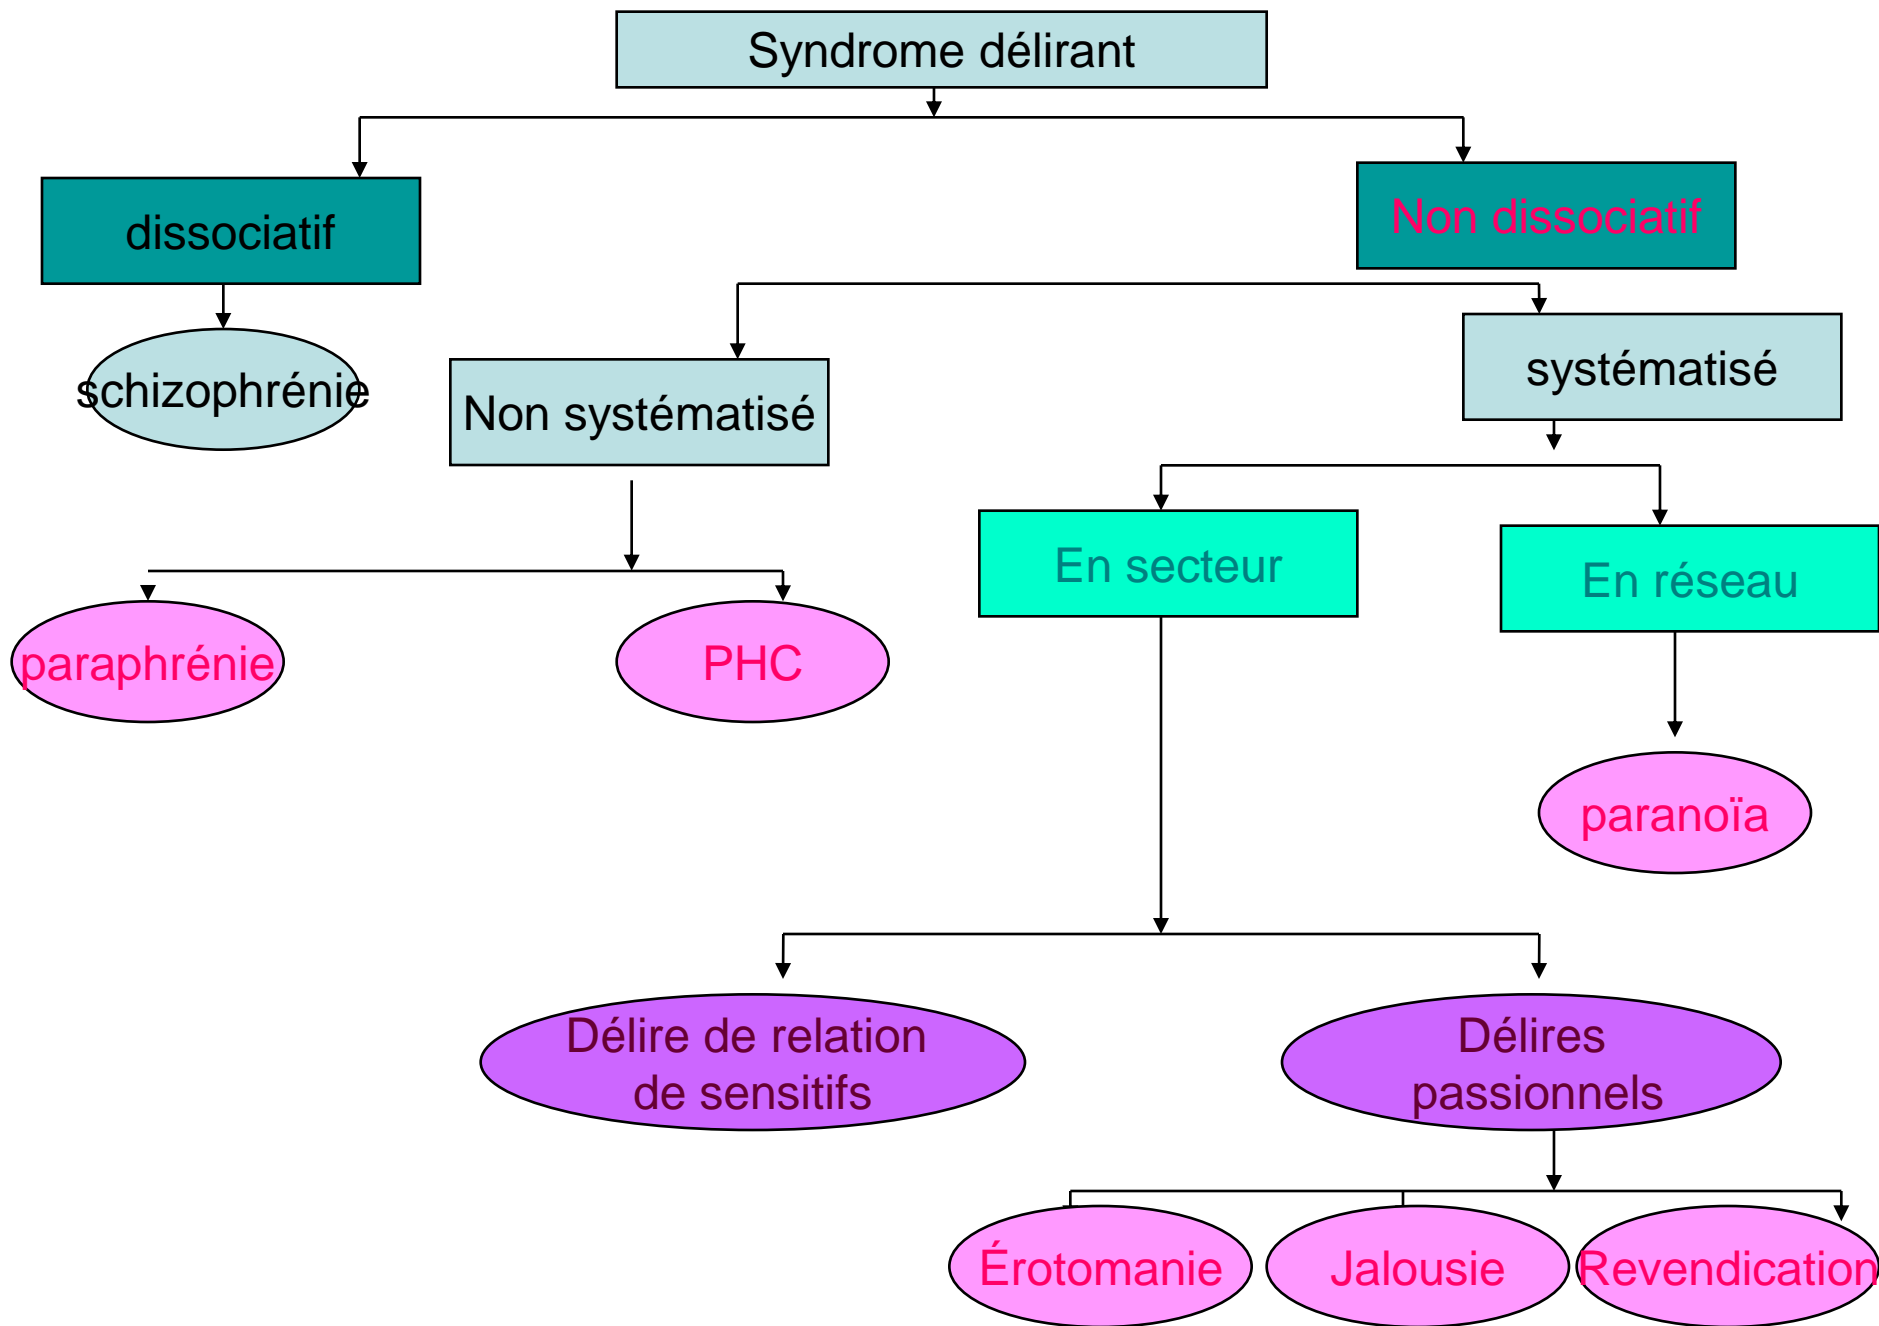 Syndrome délirant
dissociatif
Non dissociatif
schizophrénie
Non systématisé
systématisé
En secteur
En réseau
paraphrénie
PHC
paranoïa
Délire de relation
de sensitifs
Délires
passionnels
Érotomanie
Jalousie
Revendication